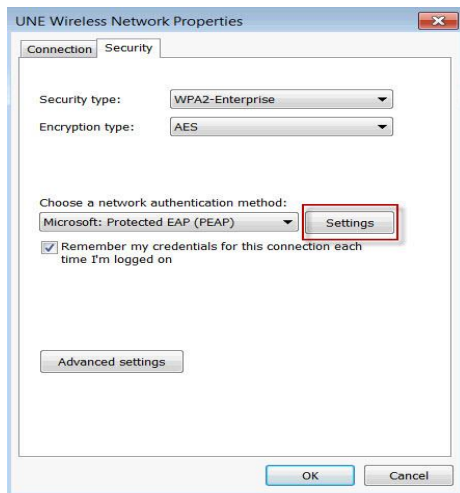 UNE Wireless Network Properties
Connection Security
Security type: WPA2-Enterprise
Encryption type: AES
Choose a network authentication method:
Microsoft: Protected EAP (PEAP) Settings
Remember my credentials for this connection each
time I'm logged on
Advanced settings
OK Cancel